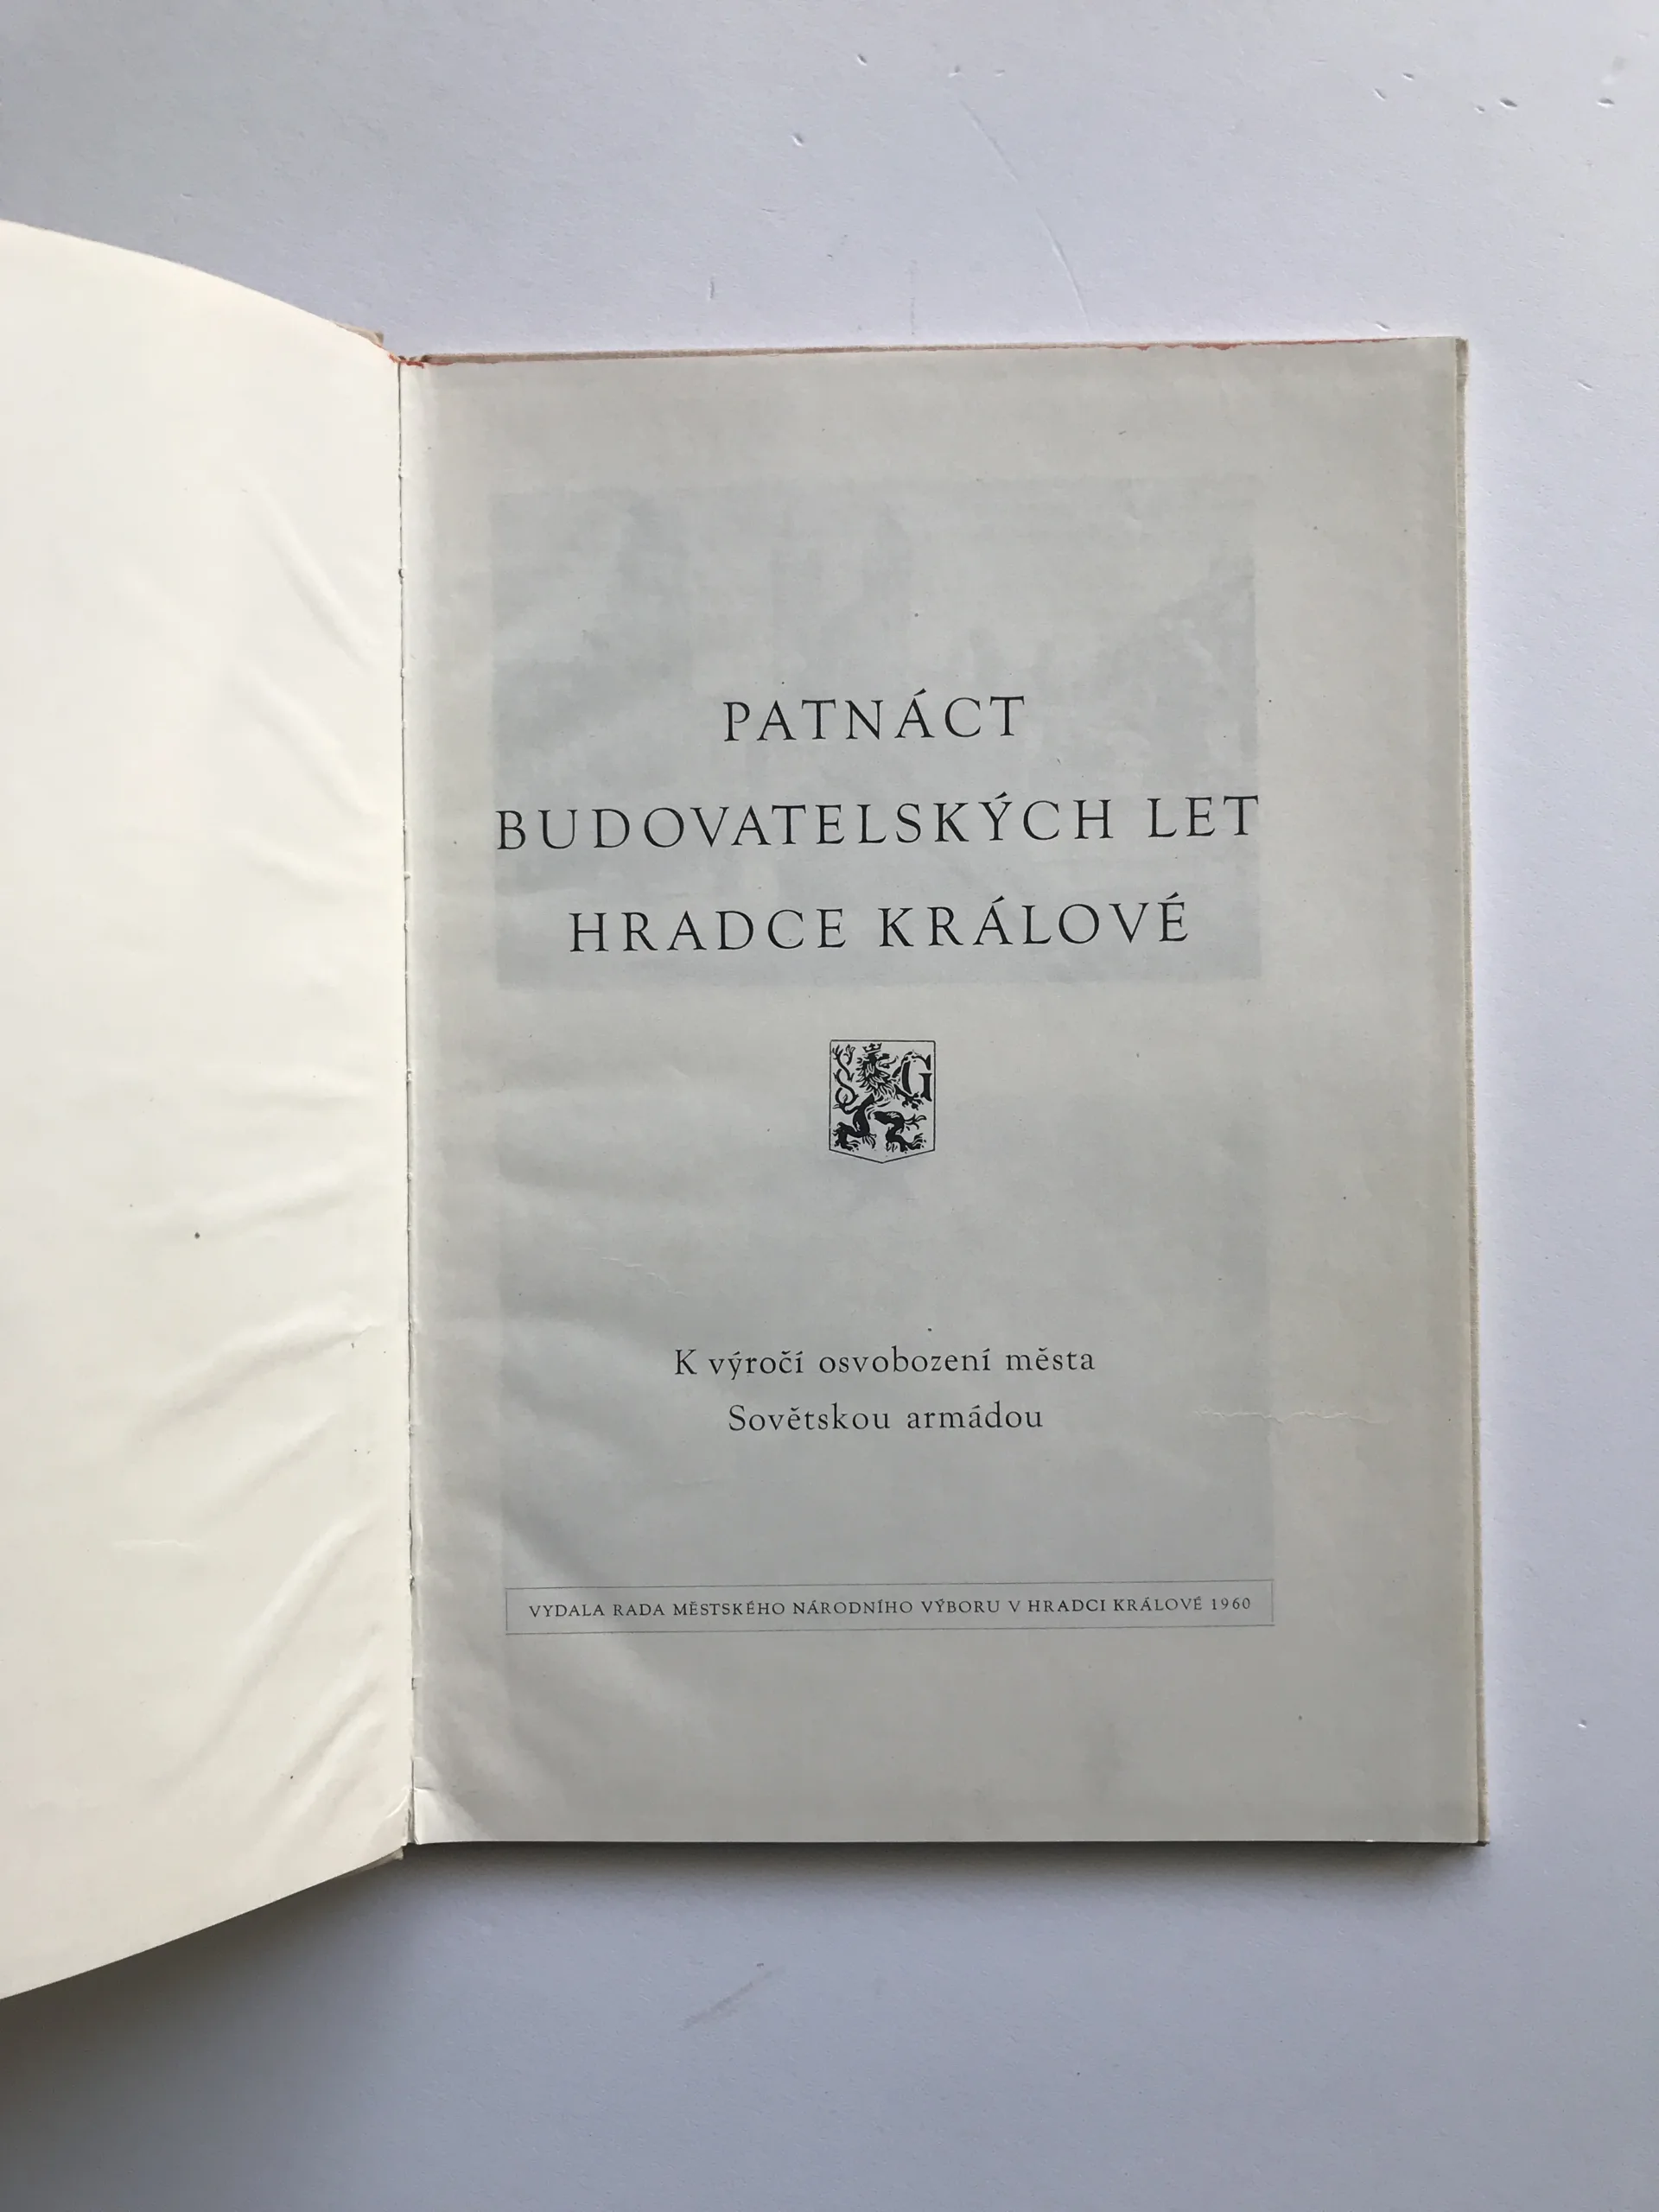 PATNÁCT
BUDOVATELSKÝCH LET
HRADCE KRÁLOVÉ
G
K výročí osvobození města
Sovětskou armádou
VYDALA RADA MĚSTSKÉHO NÁRODNÍHO VÝBORU V HRADCI KRÁLOVÉ 1960